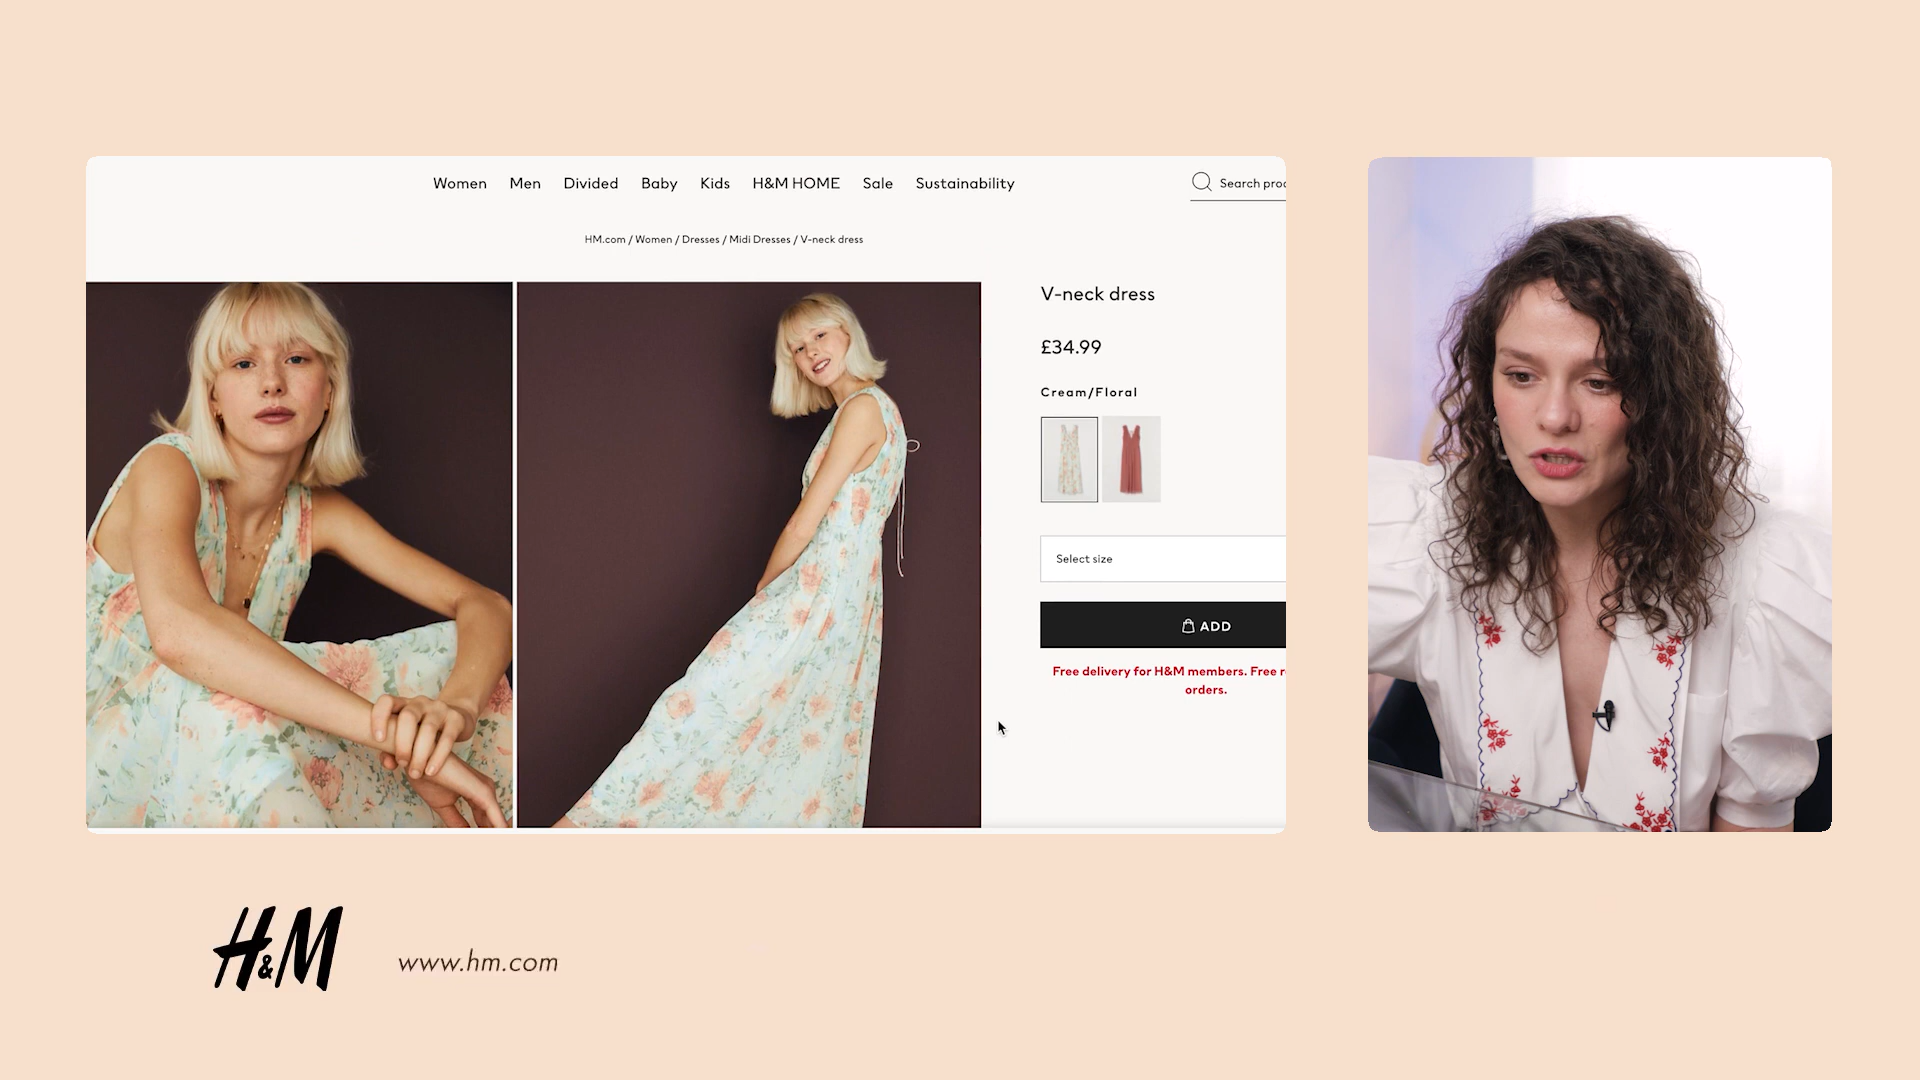 Women Men Divided Baby Kids H&M HOME Sale Sustainability
Search
HM.com / Women / Dresses / Midi Dresses / V-neck dress
V-neck dress
£34.99
Cream/Floral
Select size
ADD
Free delivery for H&M members. Free
orders.
H&M
www.hm.com